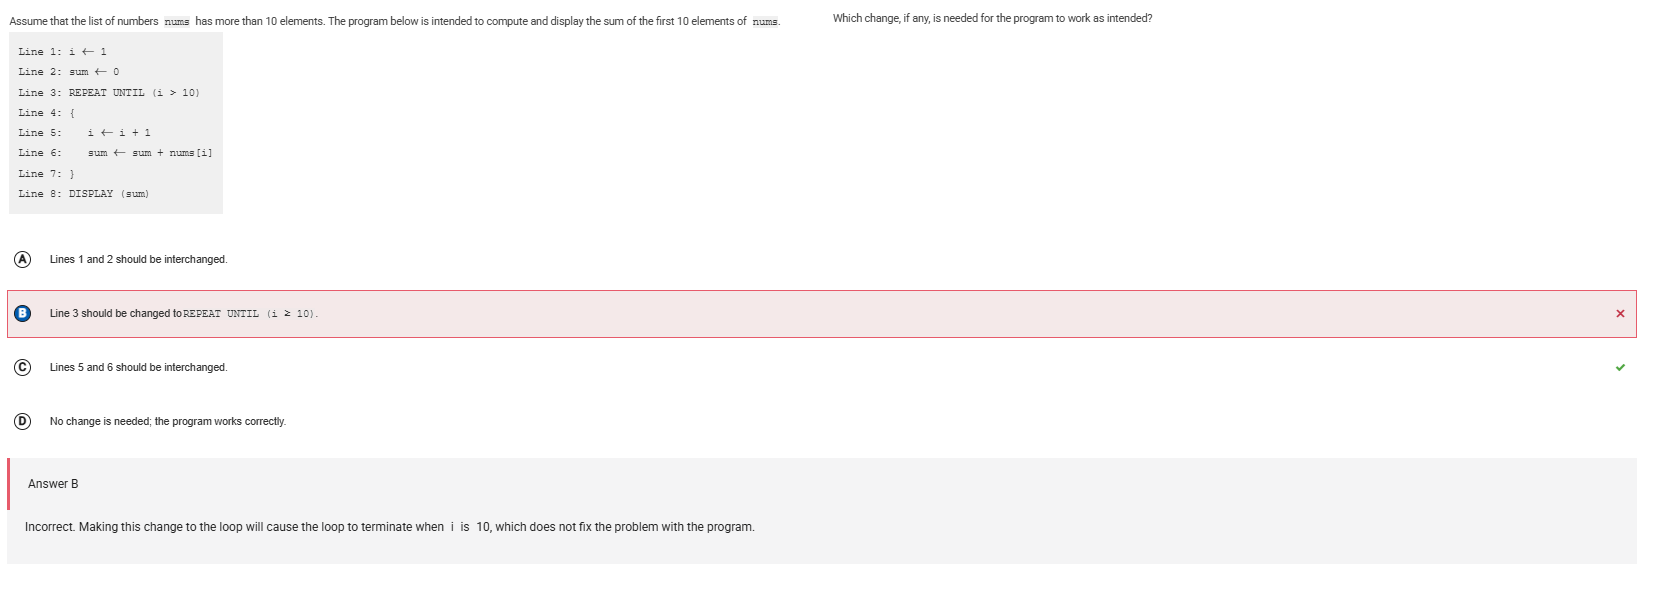 Assume that the list of numbers nums has more than 10 elements. The program below is intended to compute and display the sum of the first 10 elements of nums.
Line 1: i ← 1
Line 2: sum ← 0
Line 3: REPEAT UNTIL (i > 10)
Line 4: {
Line 5:    i ← i + 1
Line 6:    sum ← sum + nums[i]
Line 7: }
Line 8: DISPLAY (sum)
Which change, if any, is needed for the program to work as intended?
A Lines 1 and 2 should be interchanged.
B Line 3 should be changed to REPEAT UNTIL (i ≥ 10).
C Lines 5 and 6 should be interchanged.
D No change is needed; the program works correctly.
Answer B
Incorrect. Making this change to the loop will cause the loop to terminate when i is 10, which does not fix the problem with the program.